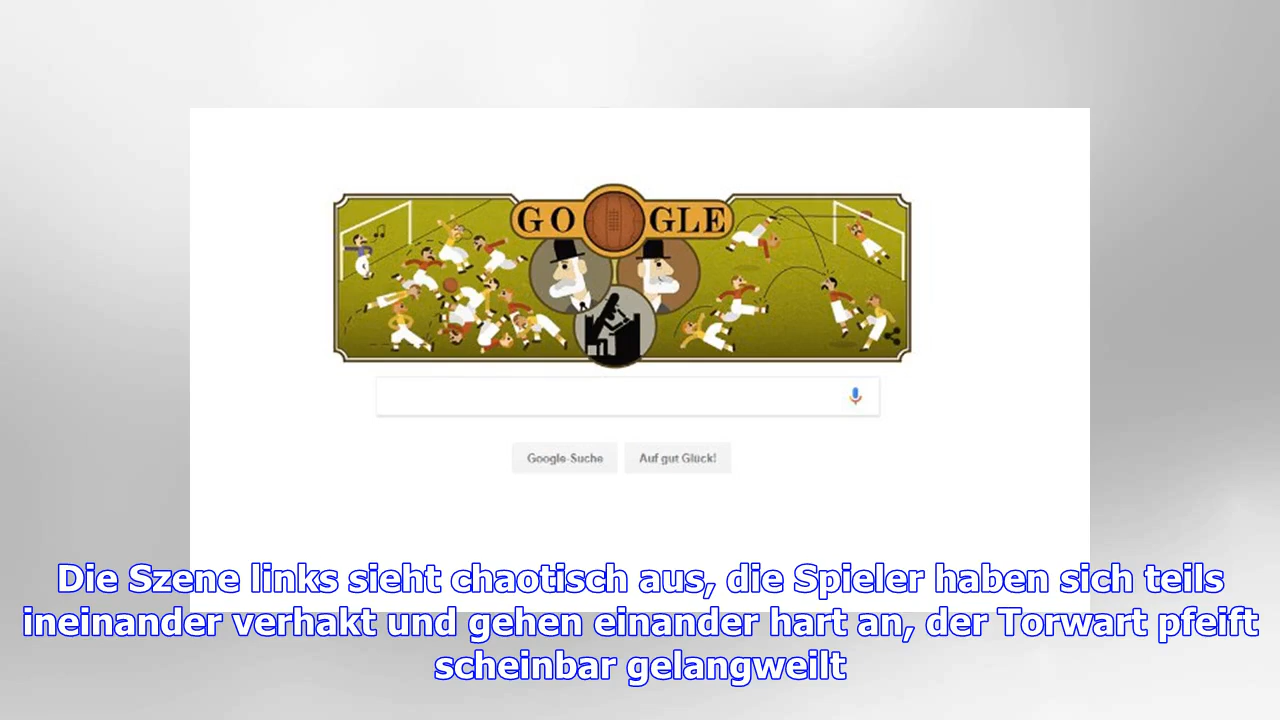 GO GLE
Google-Suche Auf gut Glück!
Die Szene links sieht chaotisch aus, die Spieler haben sich teils
ineinander verhakt und gehen einander hart an, der Torwart pfeift
scheinbar gelangweilt